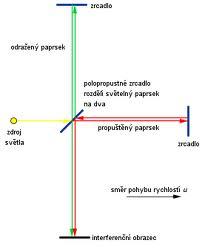 zrcadlo
odražený paprsek
polopropustné zrcadlo
rozdělí světelný paprsek
na dva
propuštěný paprsek
zdroj
světla
zrcadlo
směr pohybu rychlostí u
interferenční obrazec